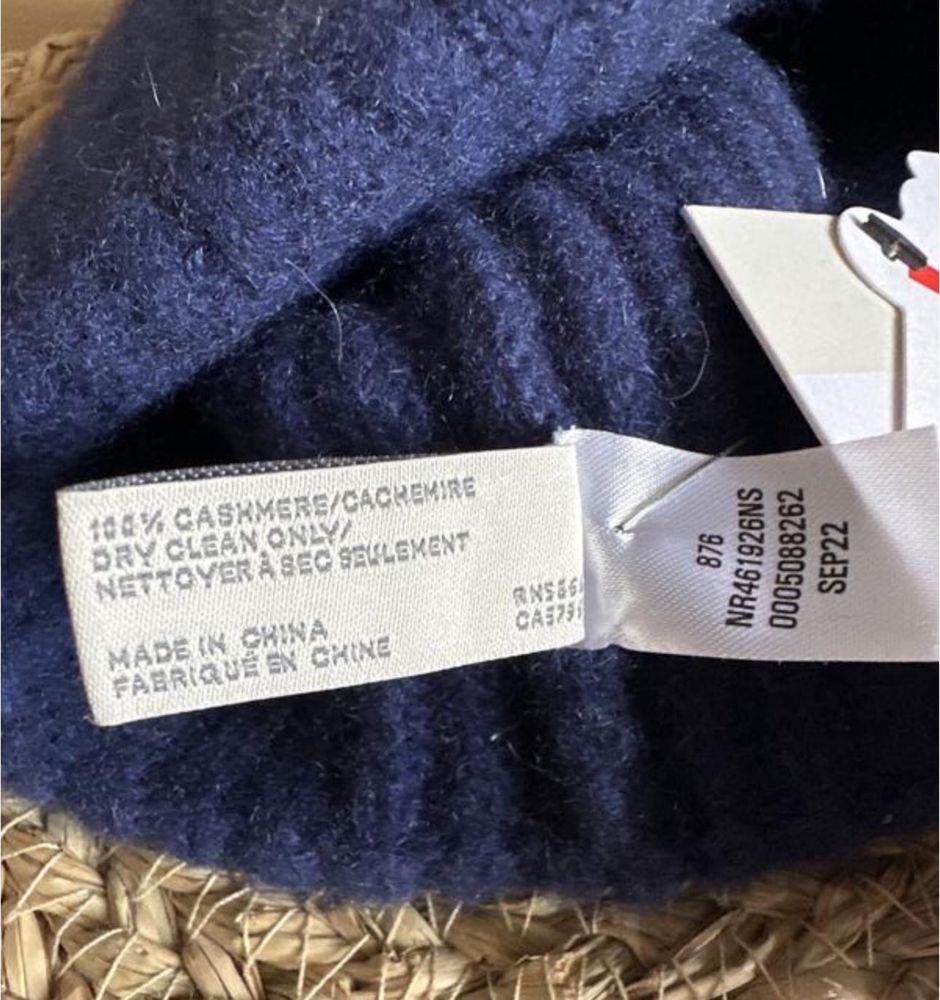 100% CASHMERE/CACHEMIRE
DRY CLEAN ONLY/
NETTOYER À SEC SEULEMENT
MADE IN CHINA
FABRIQUÉ EN CHINE
876
NR461926NS
0005088262
SEP22